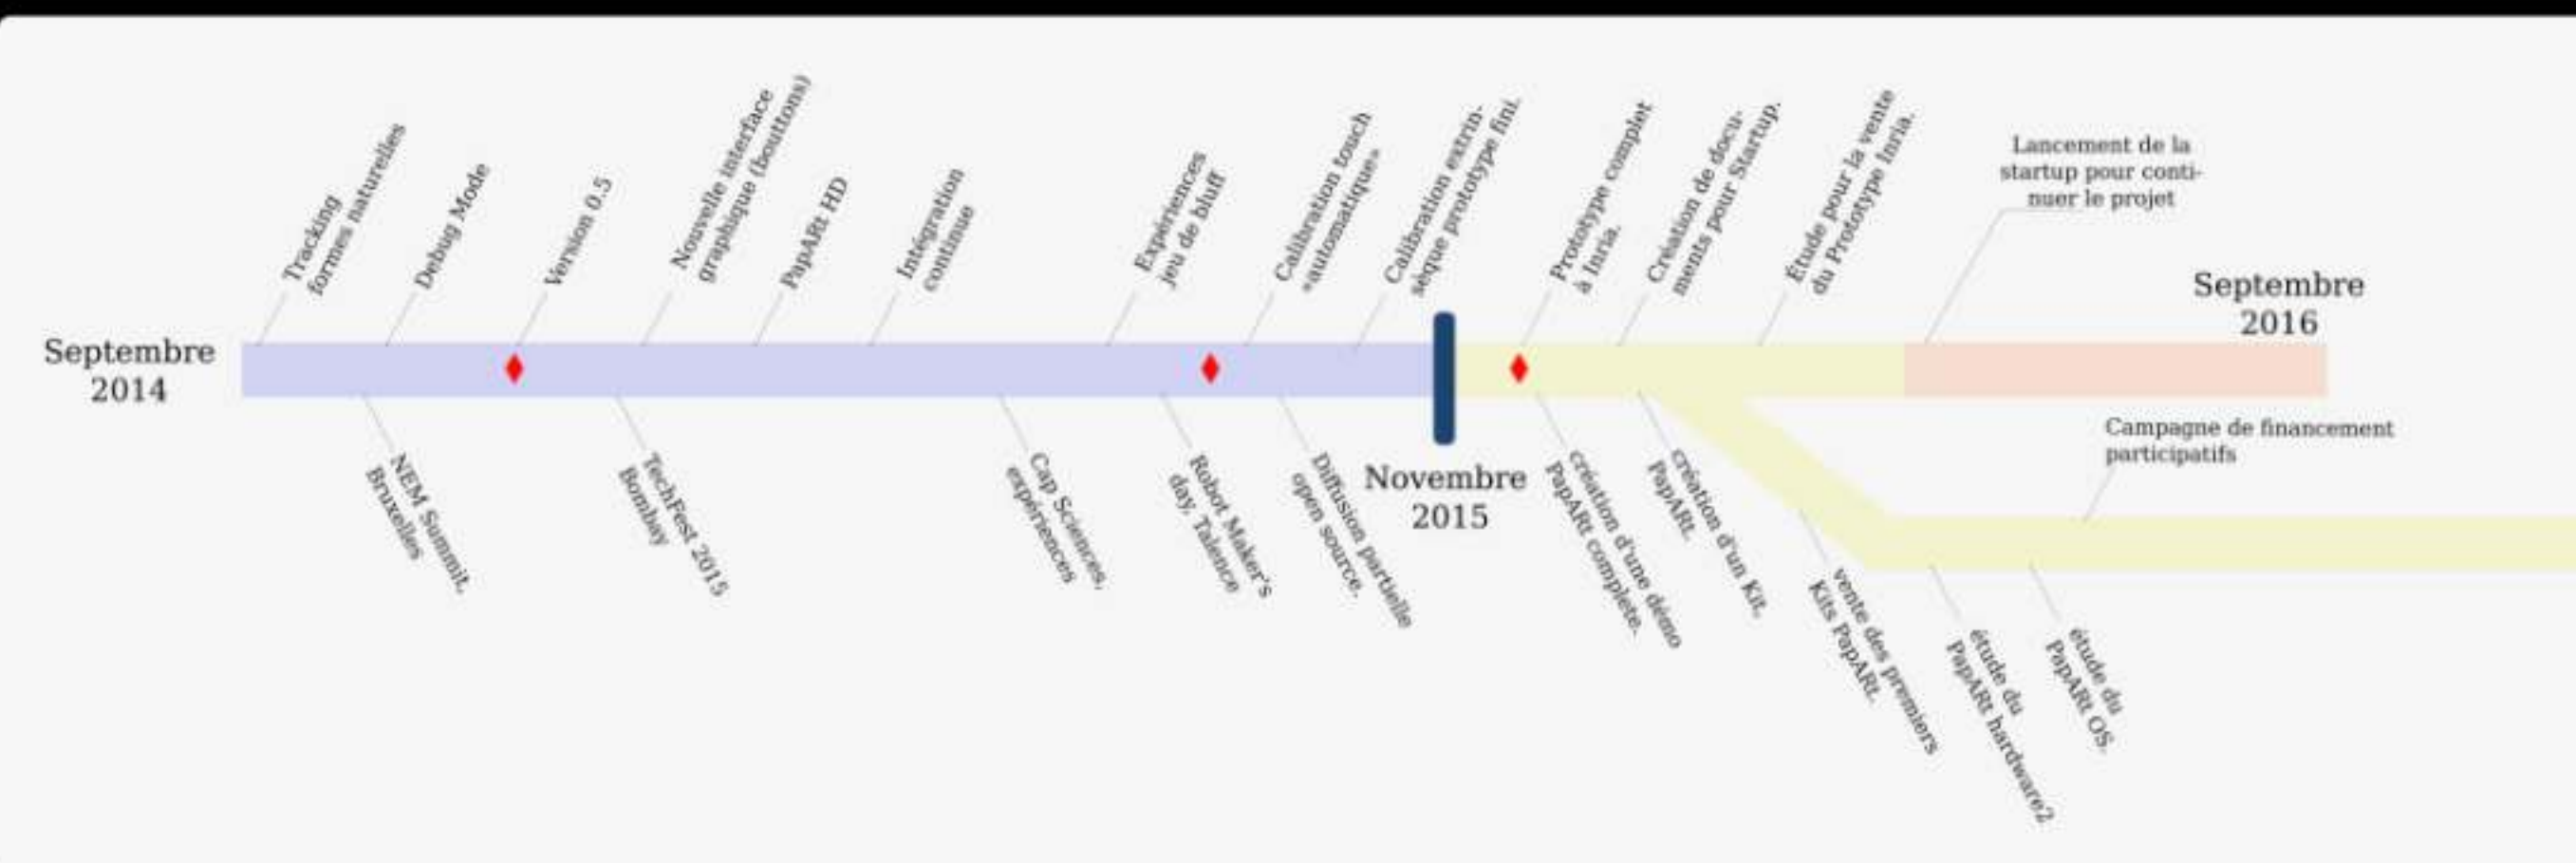 Tracking
formes naturelles
Debug Mode
Version 0.5
Nouvelle interface
graphique (bouttons)
PapARt HD
Intégration
continue
Expériences
jeu de bluff
Calibration touch
«automatique»
Calibration extrin-
sèque prototype fini.
Prototype complet
à Inria.
Création de docu-
ments pour Startup.
Étude pour la vente
du Prototype Inria.
Lancement de la
startup pour conti-
nuer le projet
Septembre
2014
Septembre
2016
Novembre
2015
NEM Summit,
Bruxelles
TechFest 2015
Bombay
Cap Sciences,
expériences
Robot Maker's
day, Talence
Diffusion partielle
open source.
création d'une démo
PapARt complete.
création d'un Kit,
PapARt.
vente des premiers
Kits PapARt.
Campagne de financement
participatifs
étude du
PapARt hardware2
étude du
PapARt OS.